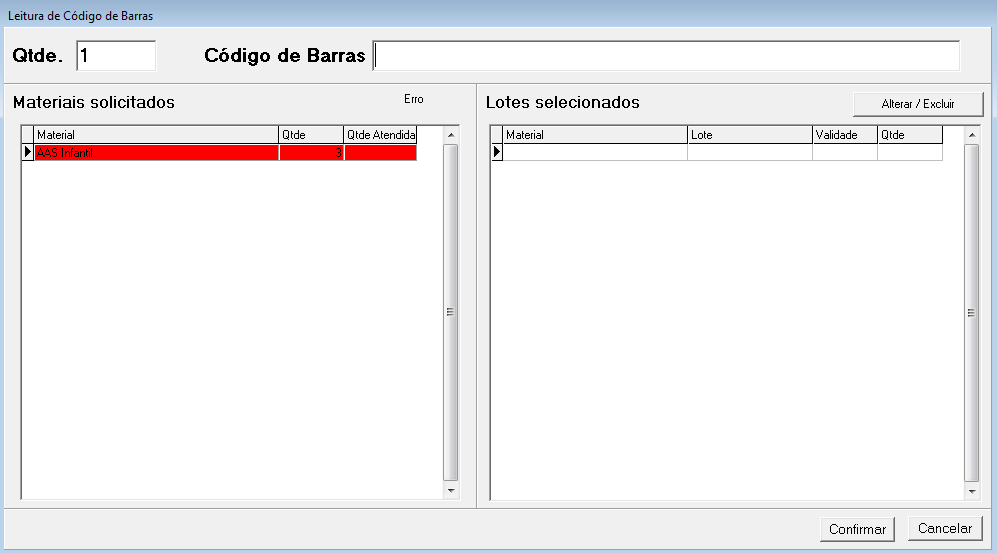 Leitura de Código de Barras
Qtde. 1 Código de Barras
Materiais solicitados Erro
Lotes selecionados Alterar / Excluir
Material Qtde Qtde Atendida
AAS Infantil 3
Material Lote Validade Qtde
Confirmar Cancelar